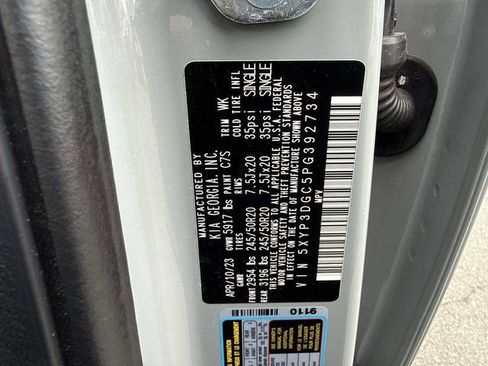 MANUFACTURED BY
KIA GEORGIA, INC.
APR/10/23 GVWR 5917 lbs PAINT C7S TRIM WK
GAWR TIRES RIMS COLD TIRE INFL
FRONT 2954 lbs 245/50R20 7.5Jx20 35psi SINGLE
REAR 3196 lbs 245/50R20 7.5Jx20 35psi SINGLE
THIS VEHICLE CONFORMS TO ALL APPLICABLE U.S.A. FEDERAL
MOTOR VEHICLE SAFETY AND THEFT PREVENTION STANDARDS
IN EFFECT ON THE DATE OF MANUFACTURE SHOWN ABOVE
VIN 5XYP3DGC5PG392734
MPV
9110
INFORMATION